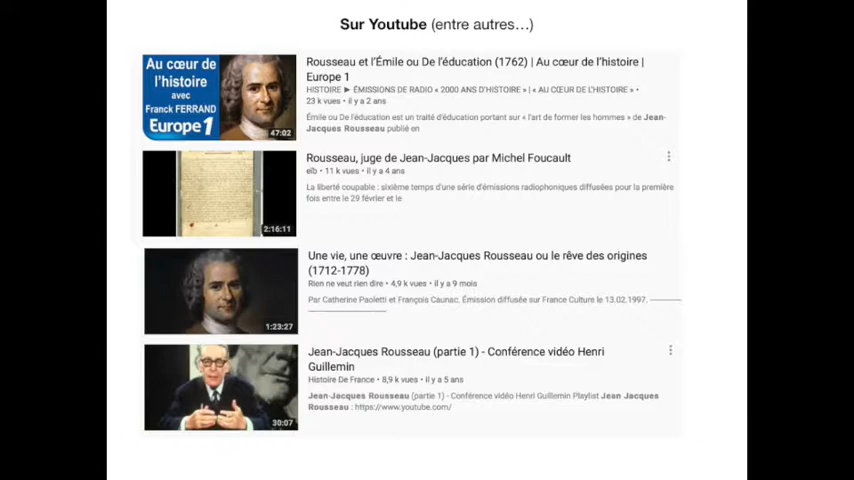 Sur Youtube (entre autres…)
Au cœur de
l'histoire
avec
Franck FERRAND
Europe 1
47:02
Rousseau et l'Émile ou De l'éducation (1762) | Au cœur de l'histoire |
Europe 1
HISTOIRE ► ÉMISSIONS DE RADIO « 2000 ANS D'HISTOIRE » | « AU CŒUR DE L'HISTOIRE » •
23 k vues • il y a 2 ans
Émile ou De l'éducation est un traité d'éducation portant sur « l'art de former les hommes » de Jean-
Jacques Rousseau publié en
2:16:11
Rousseau, juge de Jean-Jacques par Michel Foucault
eïb • 11 k vues • il y a 4 ans
La liberté coupable : sixième temps d'une série d'émissions radiophoniques diffusées pour la première
fois entre le 29 février et le
1:23:27
Une vie, une œuvre : Jean-Jacques Rousseau ou le rêve des origines
(1712-1778)
Rien ne veut rien dire • 4,9 k vues • il y a 9 mois
Par Catherine Paoletti et François Caunac. Émission diffusée sur France Culture le 13.02.1997.
30:07
Jean-Jacques Rousseau (partie 1) - Conférence vidéo Henri
Guillemin
Histoire De France • 8,9 k vues • il y a 5 ans
Jean-Jacques Rousseau (partie 1) - Conférence vidéo Henri Guillemin Playlist Jean Jacques
Rousseau : https://www.youtube.com/